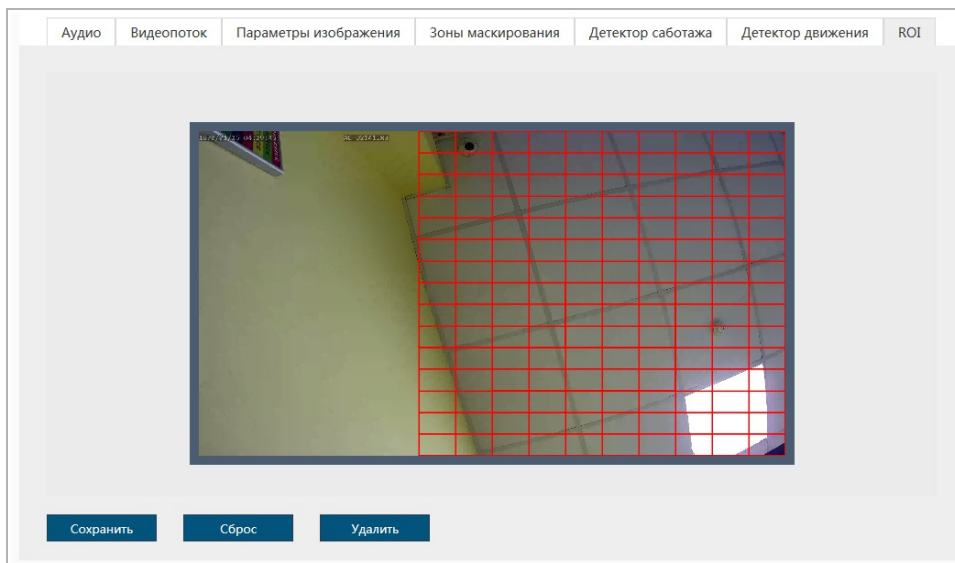 Аудио
Видеопоток
Параметры изображения
Зоны маскирования
Детектор саботажа
Детектор движения
ROI
Сохранить
Сброс
Удалить